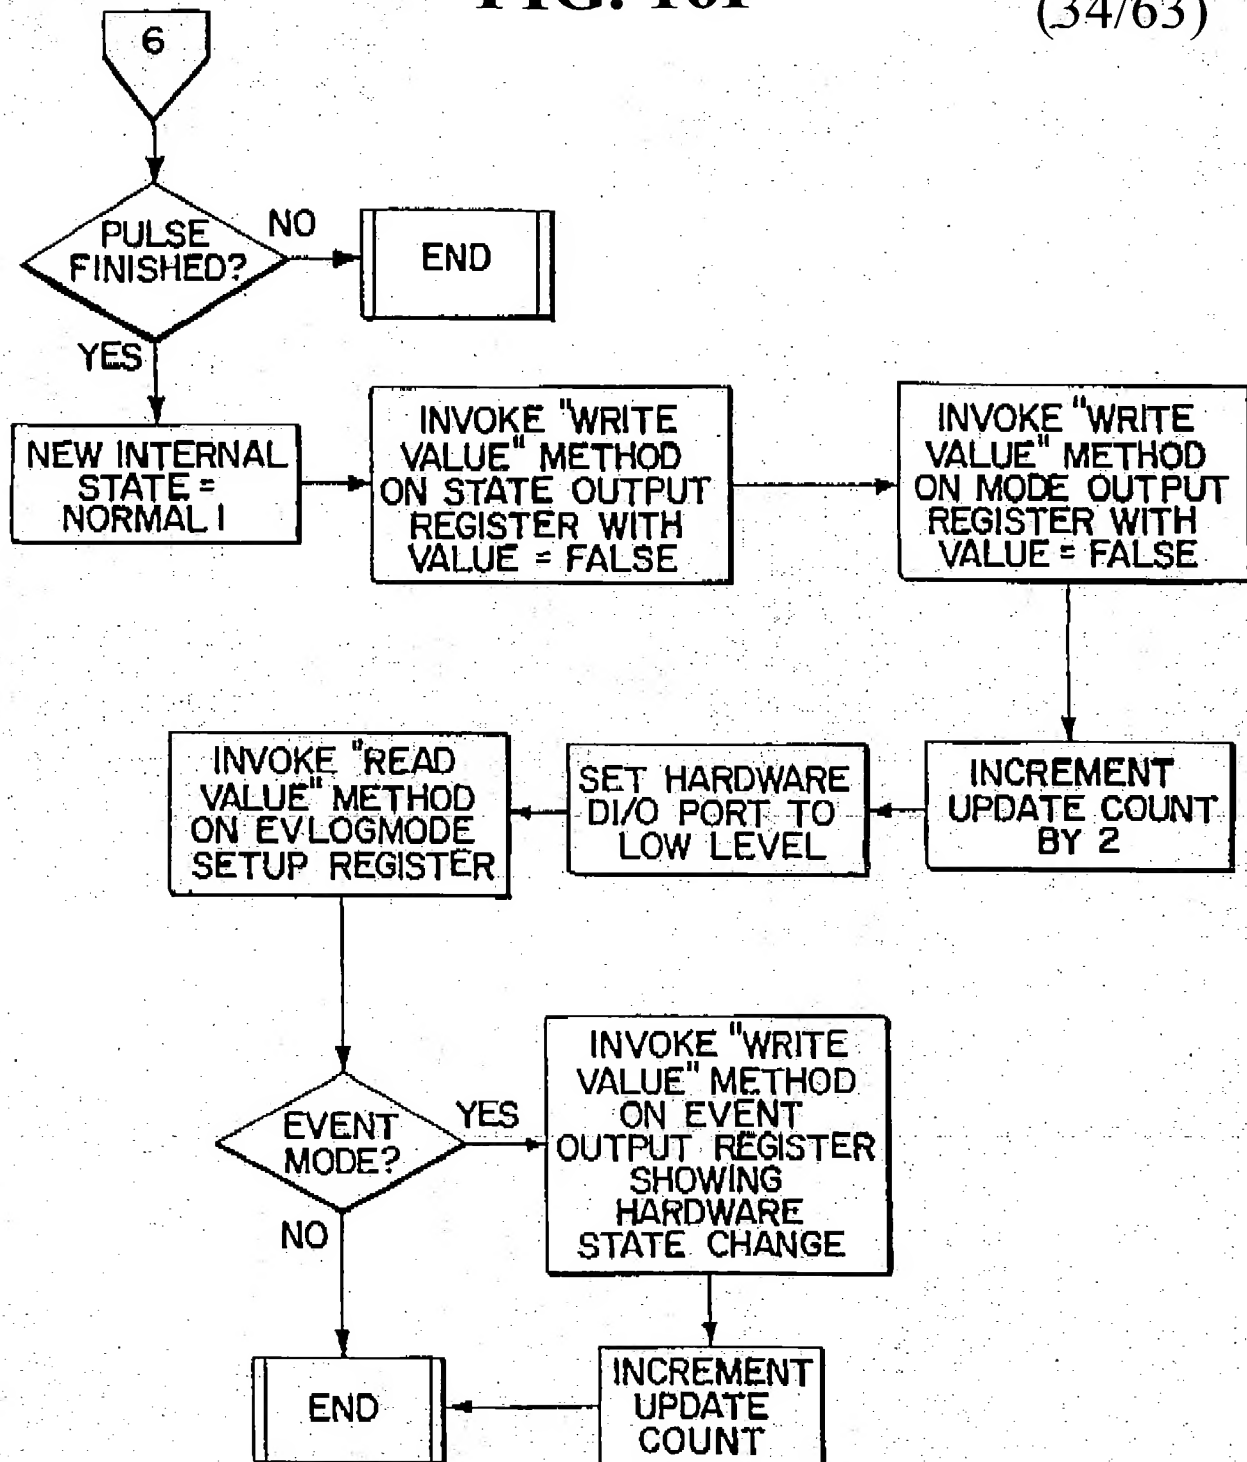 (34/63)
6
PULSE
FINISHED?
NO
END
YES
NEW INTERNAL
STATE =
NORMAL 1
INVOKE "WRITE
VALUE" METHOD
ON STATE OUTPUT
REGISTER WITH
VALUE = FALSE
INVOKE "WRITE
VALUE" METHOD
ON MODE OUTPUT
REGISTER WITH
VALUE = FALSE
INCREMENT
UPDATE COUNT
BY 2
SET HARDWARE
DI/O PORT TO
LOW LEVEL
INVOKE "READ
VALUE" METHOD
ON EVLOGMODE
SETUP REGISTER
EVENT
MODE?
YES
INVOKE "WRITE
VALUE" METHOD
ON EVENT
OUTPUT REGISTER
SHOWING
HARDWARE
STATE CHANGE
NO
END
INCREMENT
UPDATE
COUNT